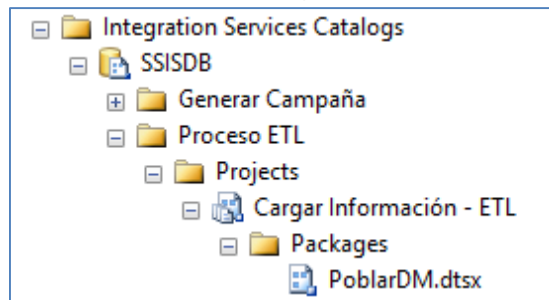 Integration Services Catalogs
SSISDB
Generar Campaña
Proceso ETL
Projects
Cargar Información - ETL
Packages
PoblarDM.dtsx